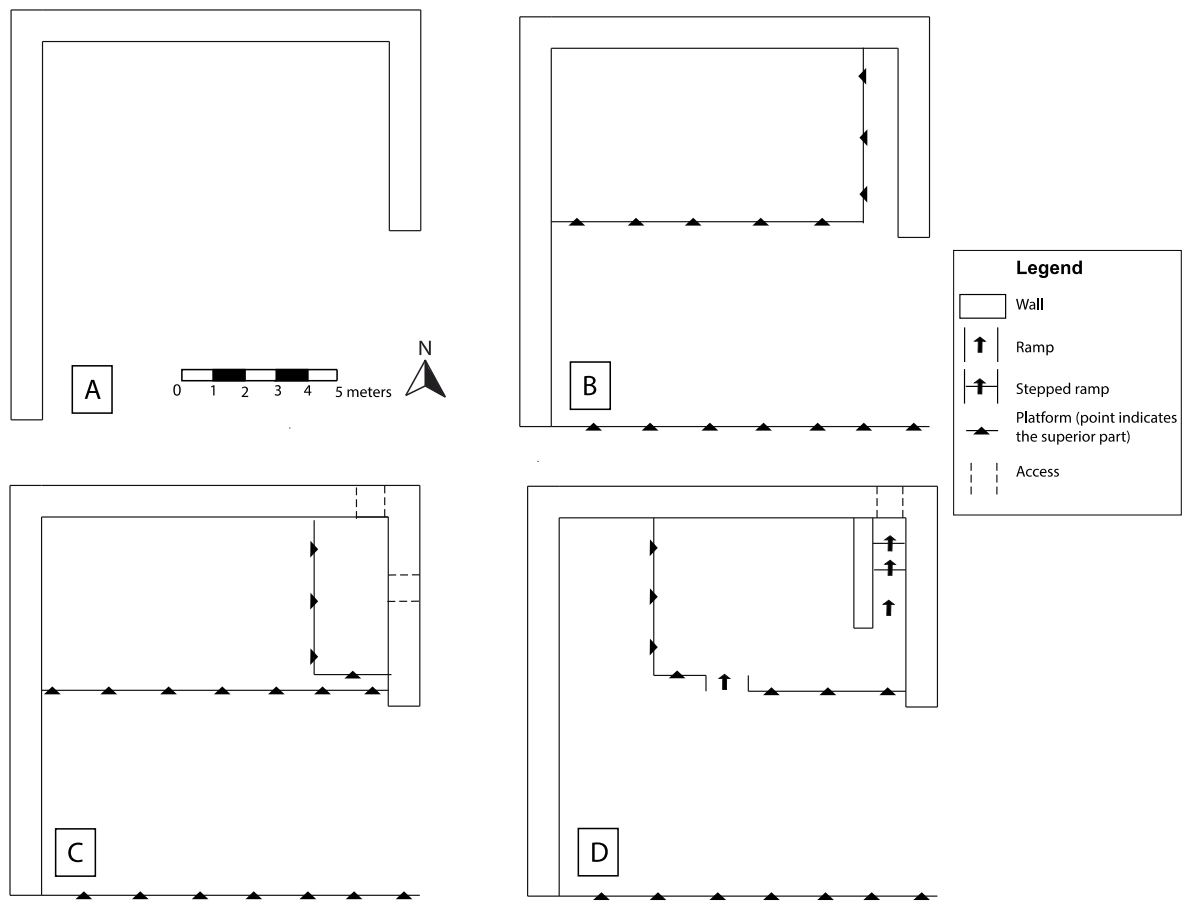 A
0 1 2 3 4 5 meters
N
B
Legend
Wall
Ramp
Stepped ramp
Platform (point indicates
the superior part)
Access
C
D